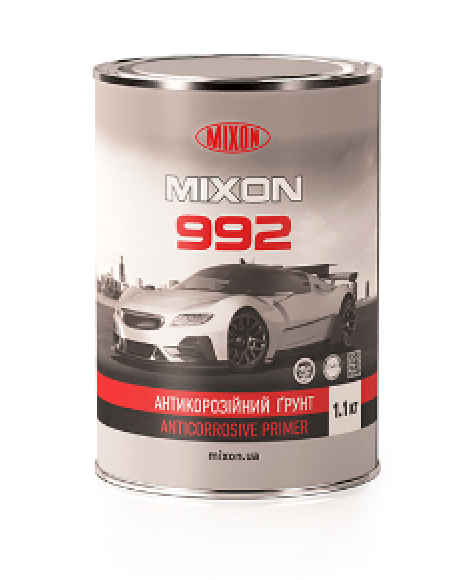 MIXON
MIXON
992
АНТИКОРОЗІЙНИЙ ҐРУНТ
ANTICORROSIVE PRIMER
1.1 кг
mixon.ua